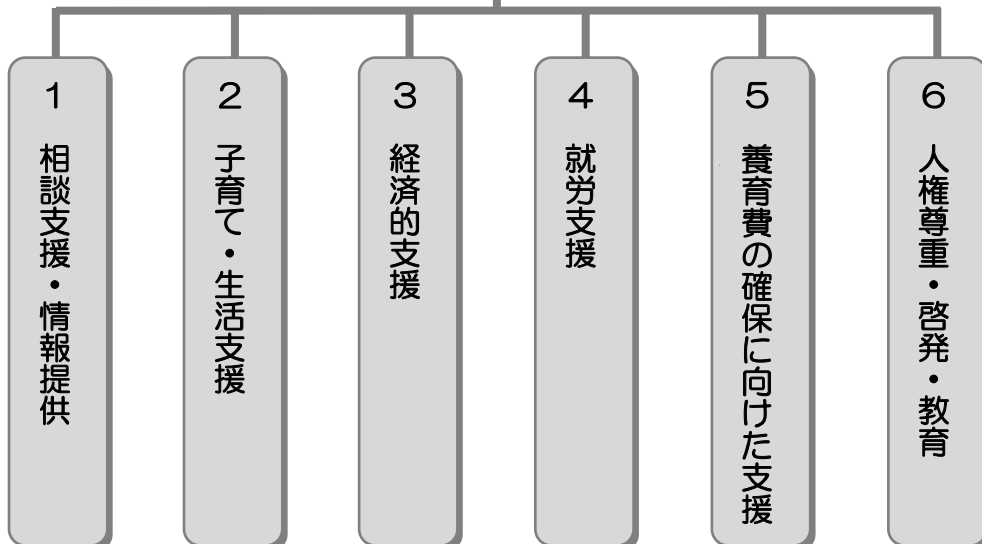 1 相談支援・情報提供
2 子育て・生活支援
3 経済的支援
4 就労支援
5 養育費の確保に向けた支援
6 人権尊重・啓発・教育